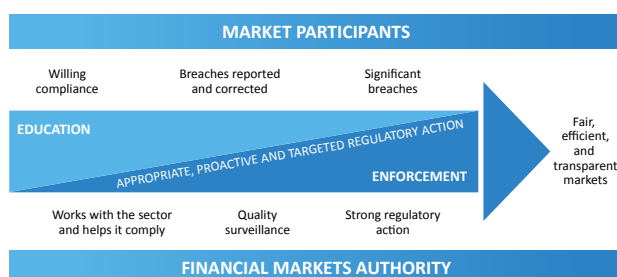 MARKET PARTICIPANTS
Willing
compliance
Breaches reported
and corrected
Significant
breaches
EDUCATION
APPROPRIATE, PROACTIVE AND TARGETED REGULATORY ACTION
ENFORCEMENT
Fair,
efficient,
and
transparent
markets
Works with the sector
and helps it comply
Quality
surveillance
Strong regulatory
action
FINANCIAL MARKETS AUTHORITY